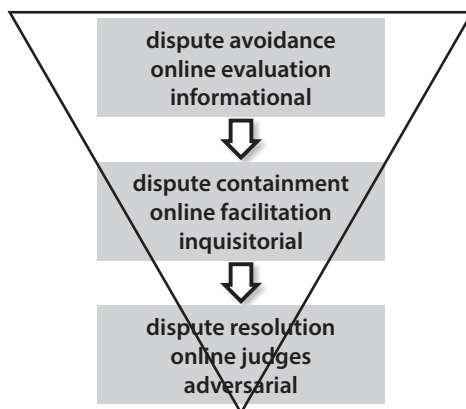 dispute avoidance
online evaluation
informational
dispute containment
online facilitation
inquisitorial
dispute resolution
online judges
adversarial